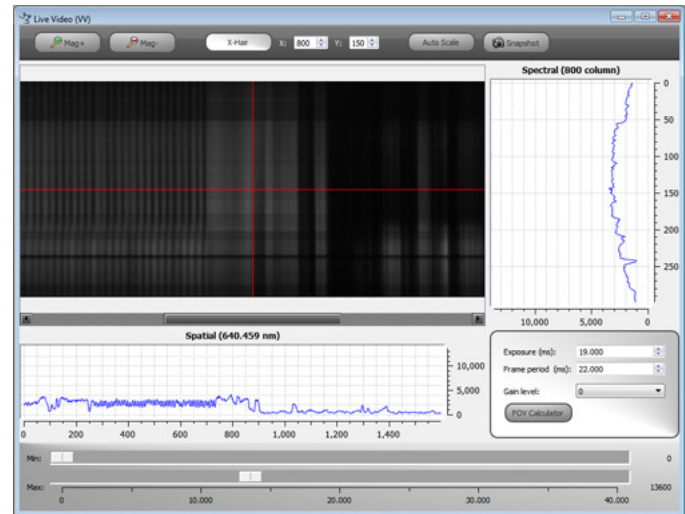 Live Video (VV)
Mag+ Mag- X-Hair X: 800 Y: 150 Auto Scale Snapshot
Spectral (800 column)
0
50
100
150
200
250
10,000 5,000 0
Spatial (640.459 nm)
10,000
5,000
0
0 200 400 600 800 1,000 1,200 1,400
Exposure (ms): 19.000
Frame period (ms): 22.000
Gain level: 0
FOV Calculator
Min: 0
Max: 13600
0 10.000 20.000 30.000 40.000